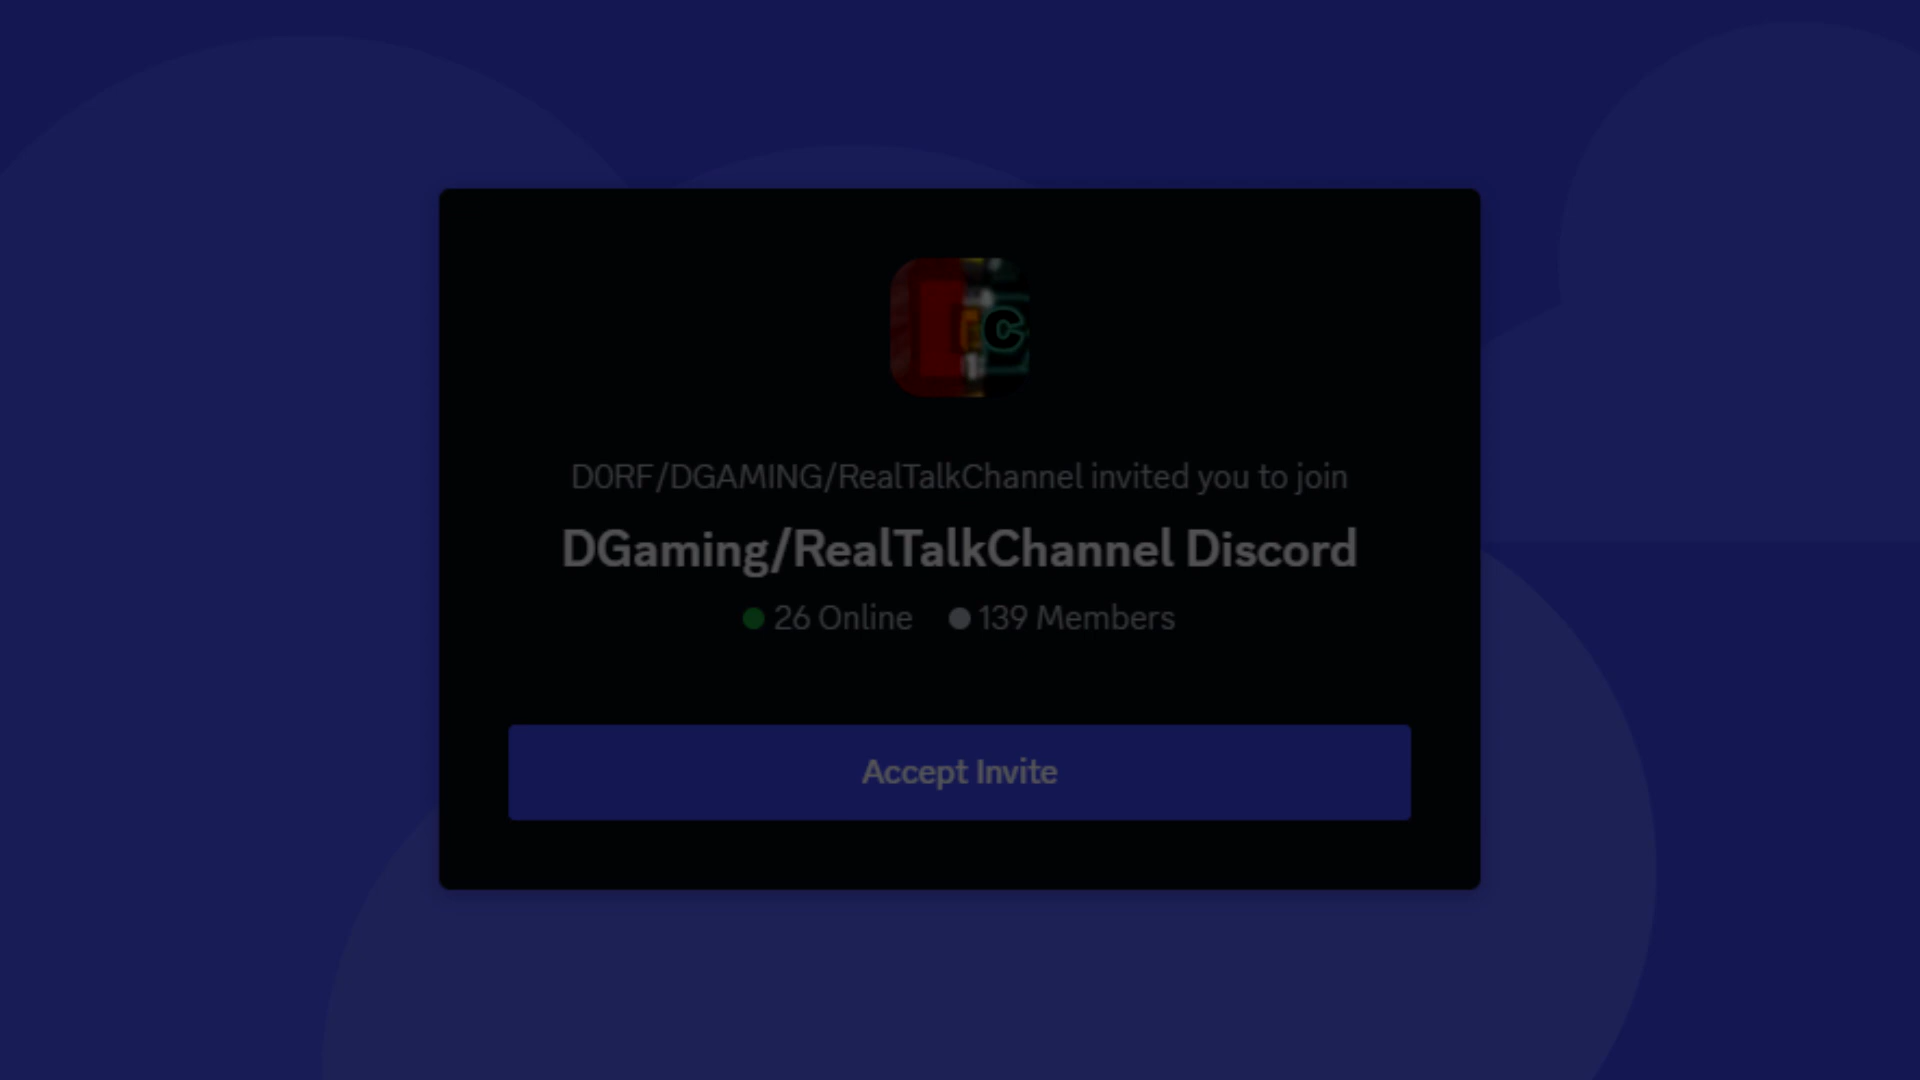 C
D0RF/DGAMING/RealTalkChannel invited you to join
DGaming/RealTalkChannel Discord
26 Online 139 Members
Accept Invite